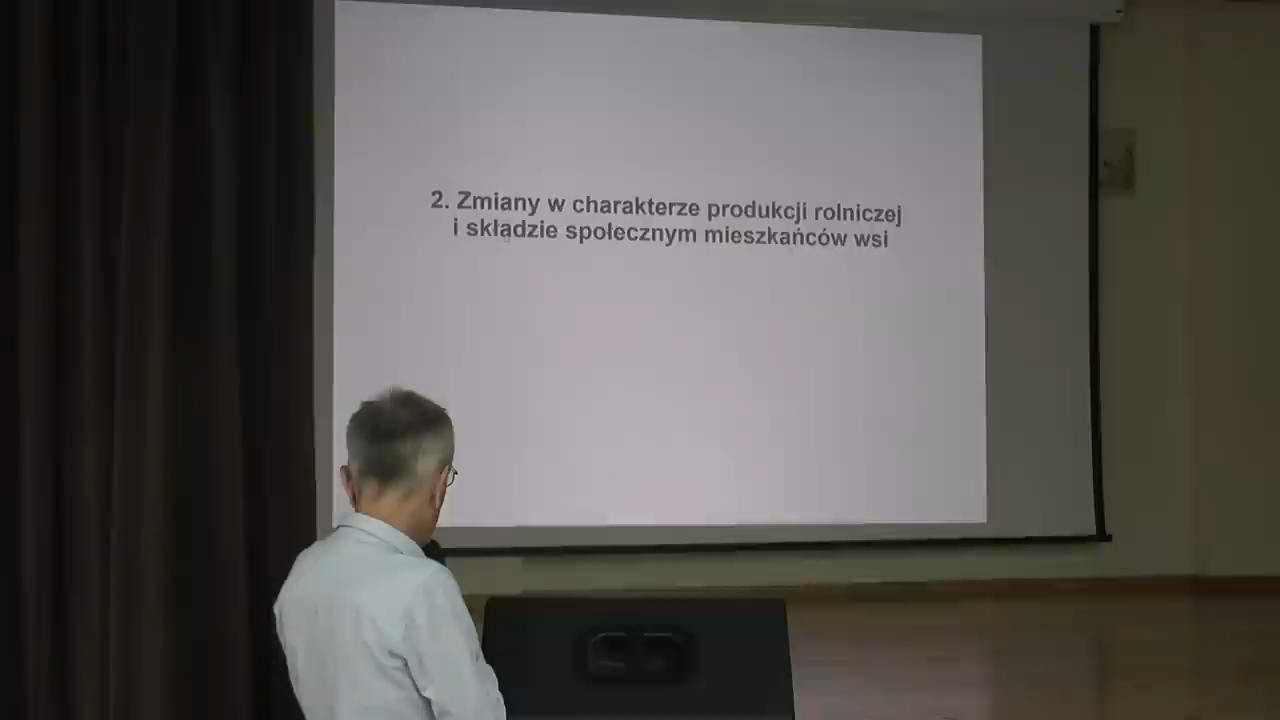 2. Zmiany w charakterze produkcji rolniczej
i składzie społecznym mieszkańców wsi